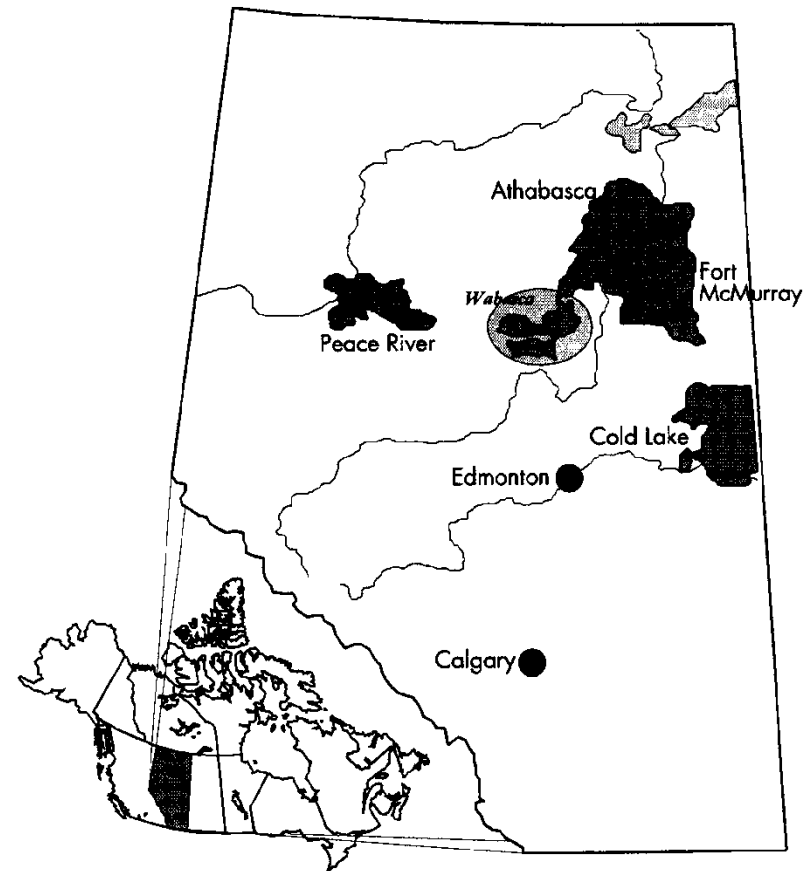 Athabasca
Fort
McMurray
Wabasca
Peace River
Cold Lake
Edmonton
Calgary